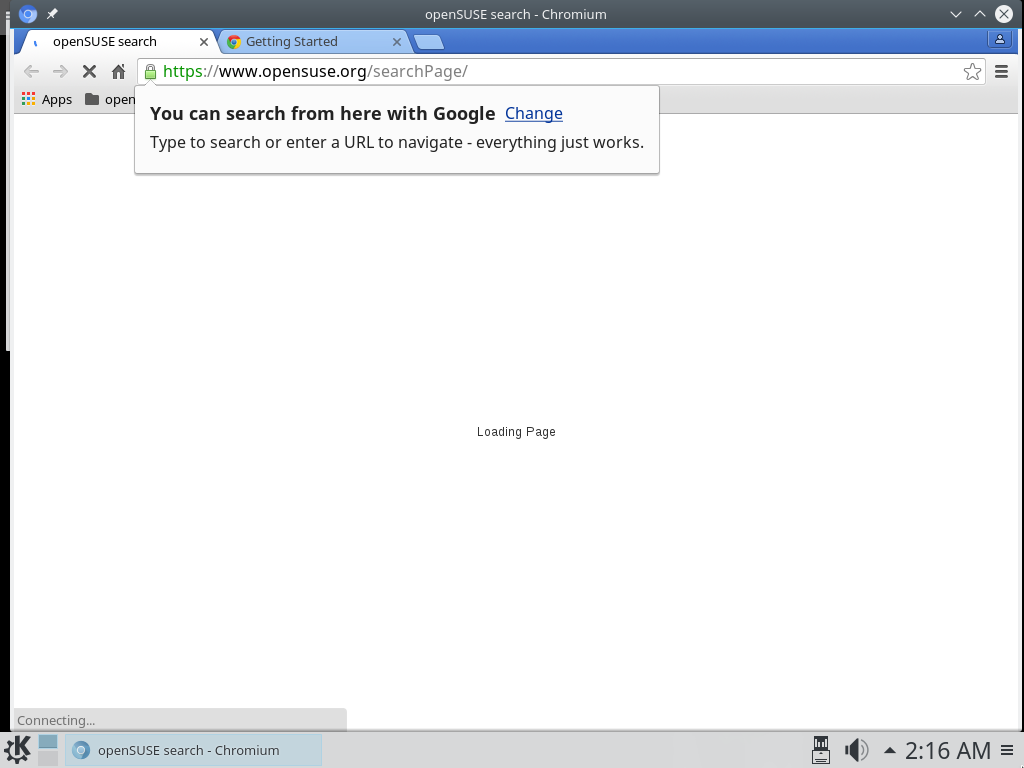 openSUSE search - Chromium
openSUSE search
Getting Started
https://www.opensuse.org/searchPage/
Apps
open
You can search from here with Google Change
Type to search or enter a URL to navigate - everything just works.
Loading Page
Connecting...
openSUSE search - Chromium
2:16 AM